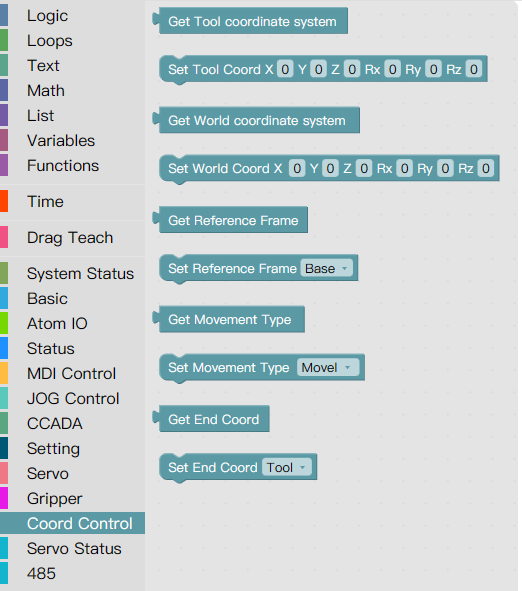 Logic
Loops
Text
Math
List
Variables
Functions
Time
Drag Teach
System Status
Basic
Atom IO
Status
MDI Control
JOG Control
CCADA
Setting
Servo
Gripper
Coord Control
Servo Status
485
Get Tool coordinate system
Set Tool Coord X 0 Y 0 Z 0 Rx 0 Ry 0 Rz 0
Get World coordinate system
Set World Coord X 0 Y 0 Z 0 Rx 0 Ry 0 Rz 0
Get Reference Frame
Set Reference Frame Base
Get Movement Type
Set Movement Type Movel
Get End Coord
Set End Coord Tool